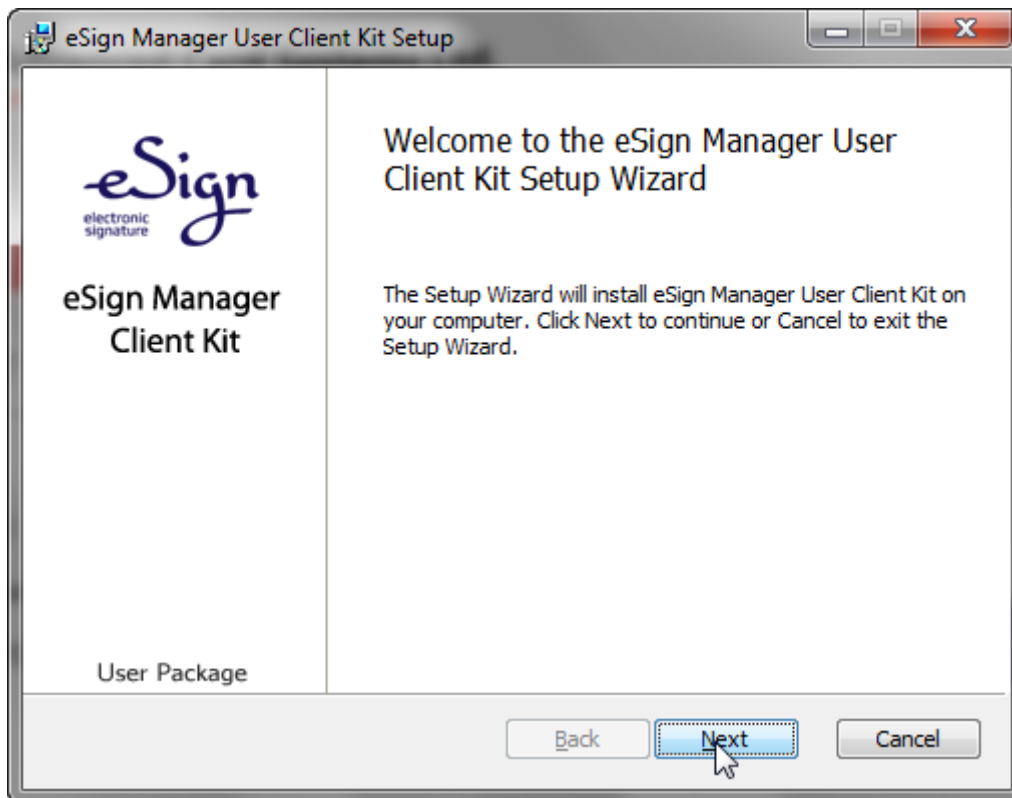 eSign Manager User Client Kit Setup
eSign
electronic
signature
eSign Manager
Client Kit
User Package
Welcome to the eSign Manager User
Client Kit Setup Wizard
The Setup Wizard will install eSign Manager User Client Kit on
your computer. Click Next to continue or Cancel to exit the
Setup Wizard.
Back
Next
Cancel